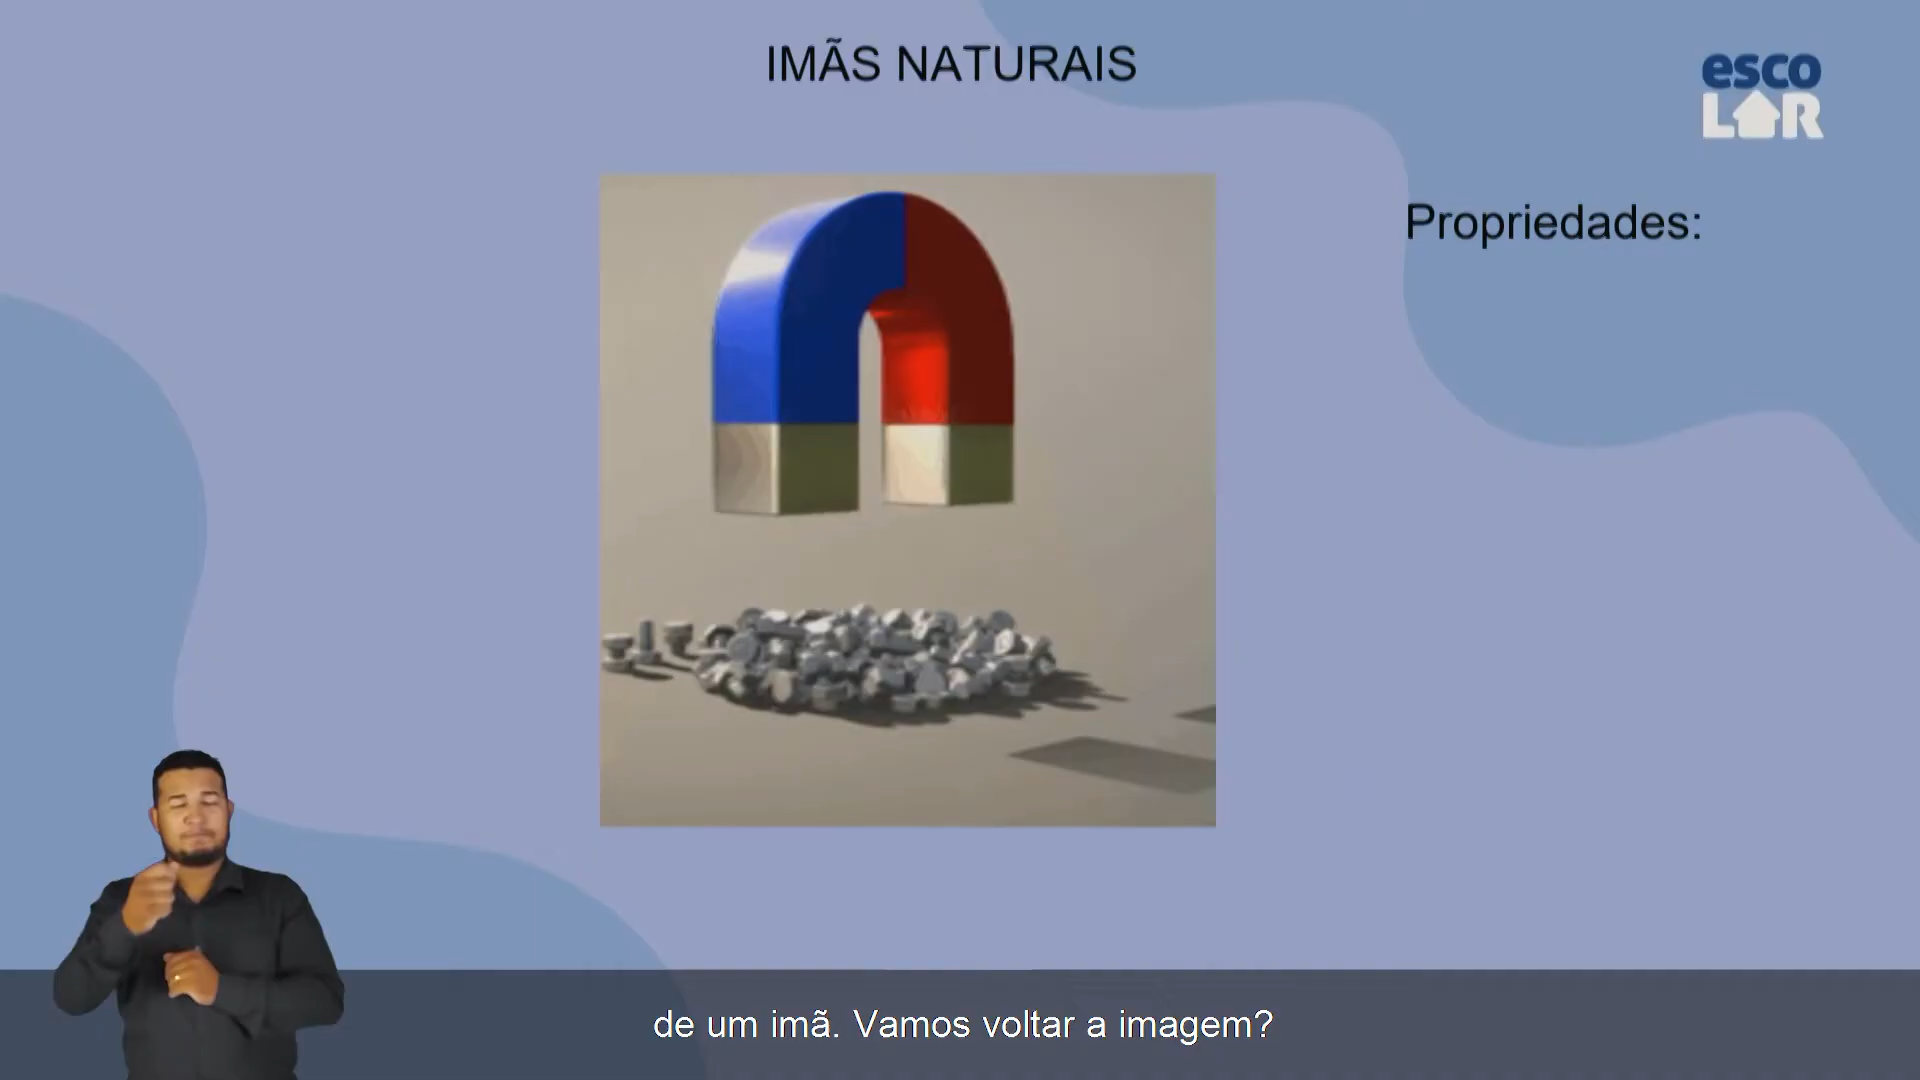 IMÃS NATURAIS
esco
LAR
Propriedades:
de um imã. Vamos voltar a imagem?